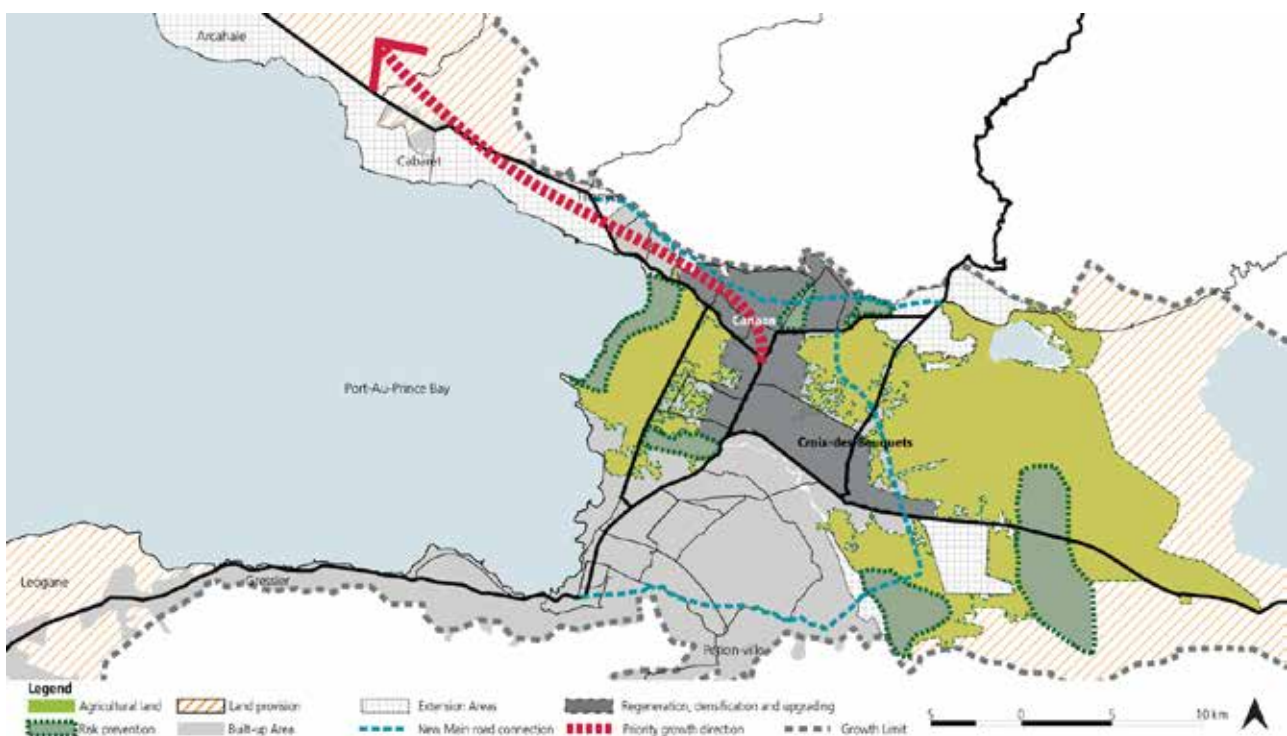 Arcahaie
Cabaret
Canaan
Port-Au-Prince Bay
Croix-des-Bouquets
Leogane
Gressier
Pétion-ville
Legend
Agricultural land
Land provision
Extension Areas
Regeneration, densification and upgrading
Risk prevention
Built-up Area
New Main road connection
Priority growth direction
Growth Limit
5 0 5 10 km